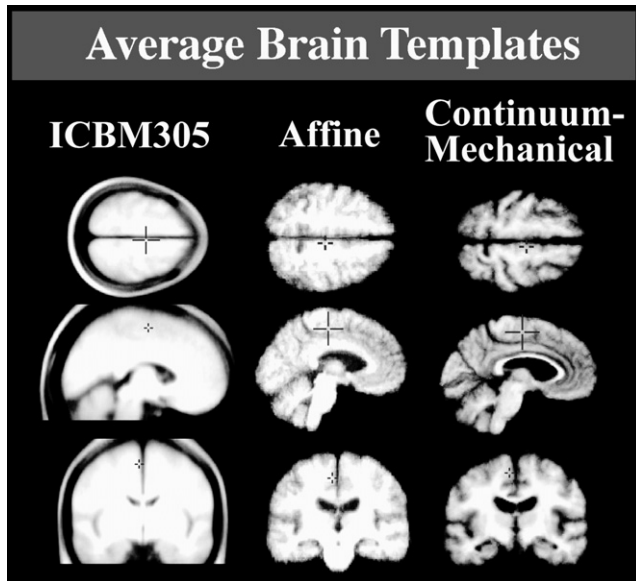 Average Brain Templates
ICBM305
Affine
Continuum-
Mechanical